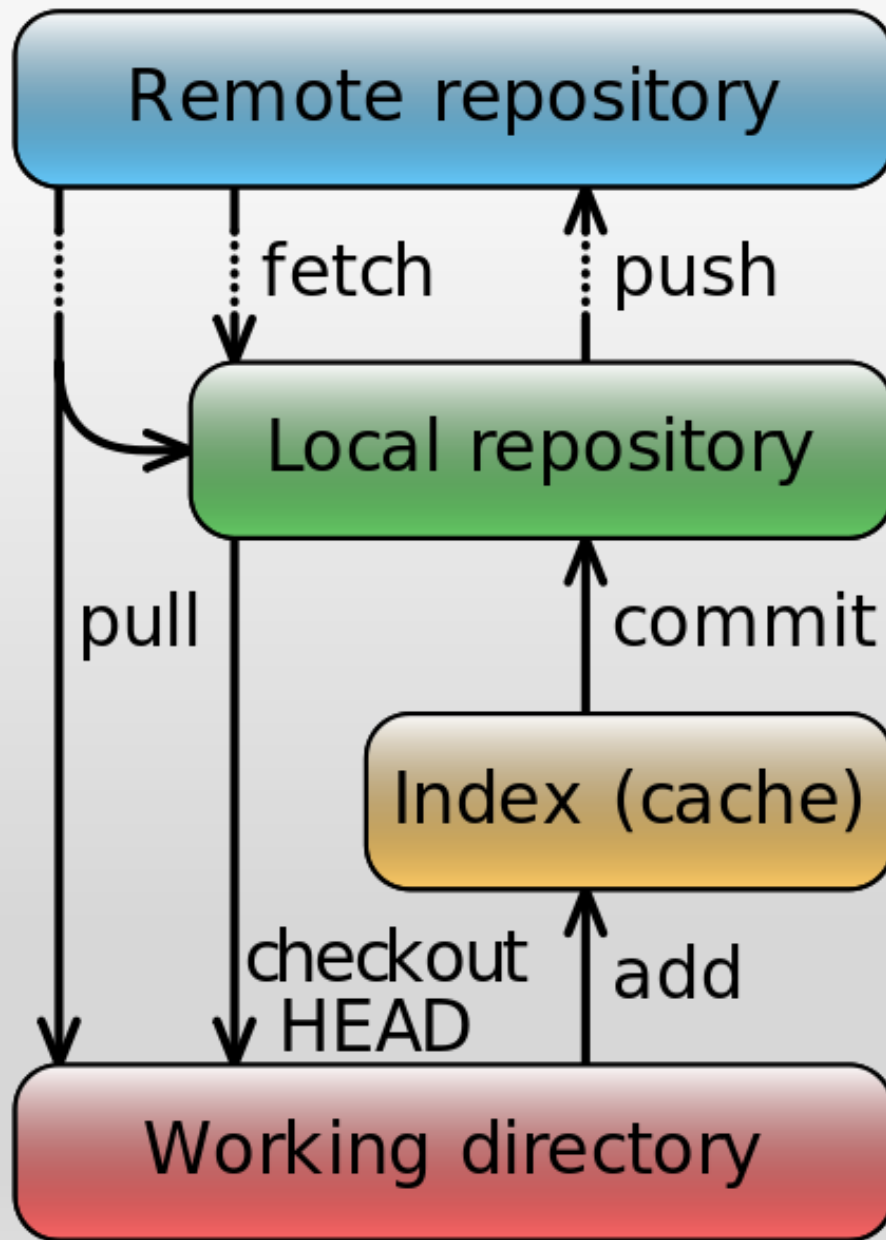 Remote repository
fetch
push
Local repository
pull
commit
Index (cache)
checkout
HEAD
add
Working directory